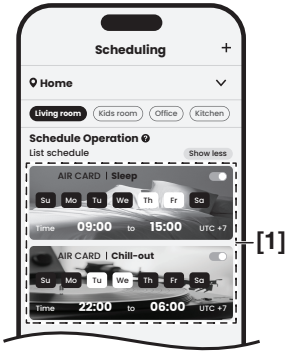 Scheduling +
Home
Living room Kids room Office Kitchen
Schedule Operation ?
List schedule Show less
AIR CARD | Sleep
Su Mo Tu We Th Fr Sa
Time 09:00 to 15:00 UTC +7
[1]
AIR CARD | Chill-out
Su Mo Tu We Th Fr Sa
Time 22:00 to 06:00 UTC +7